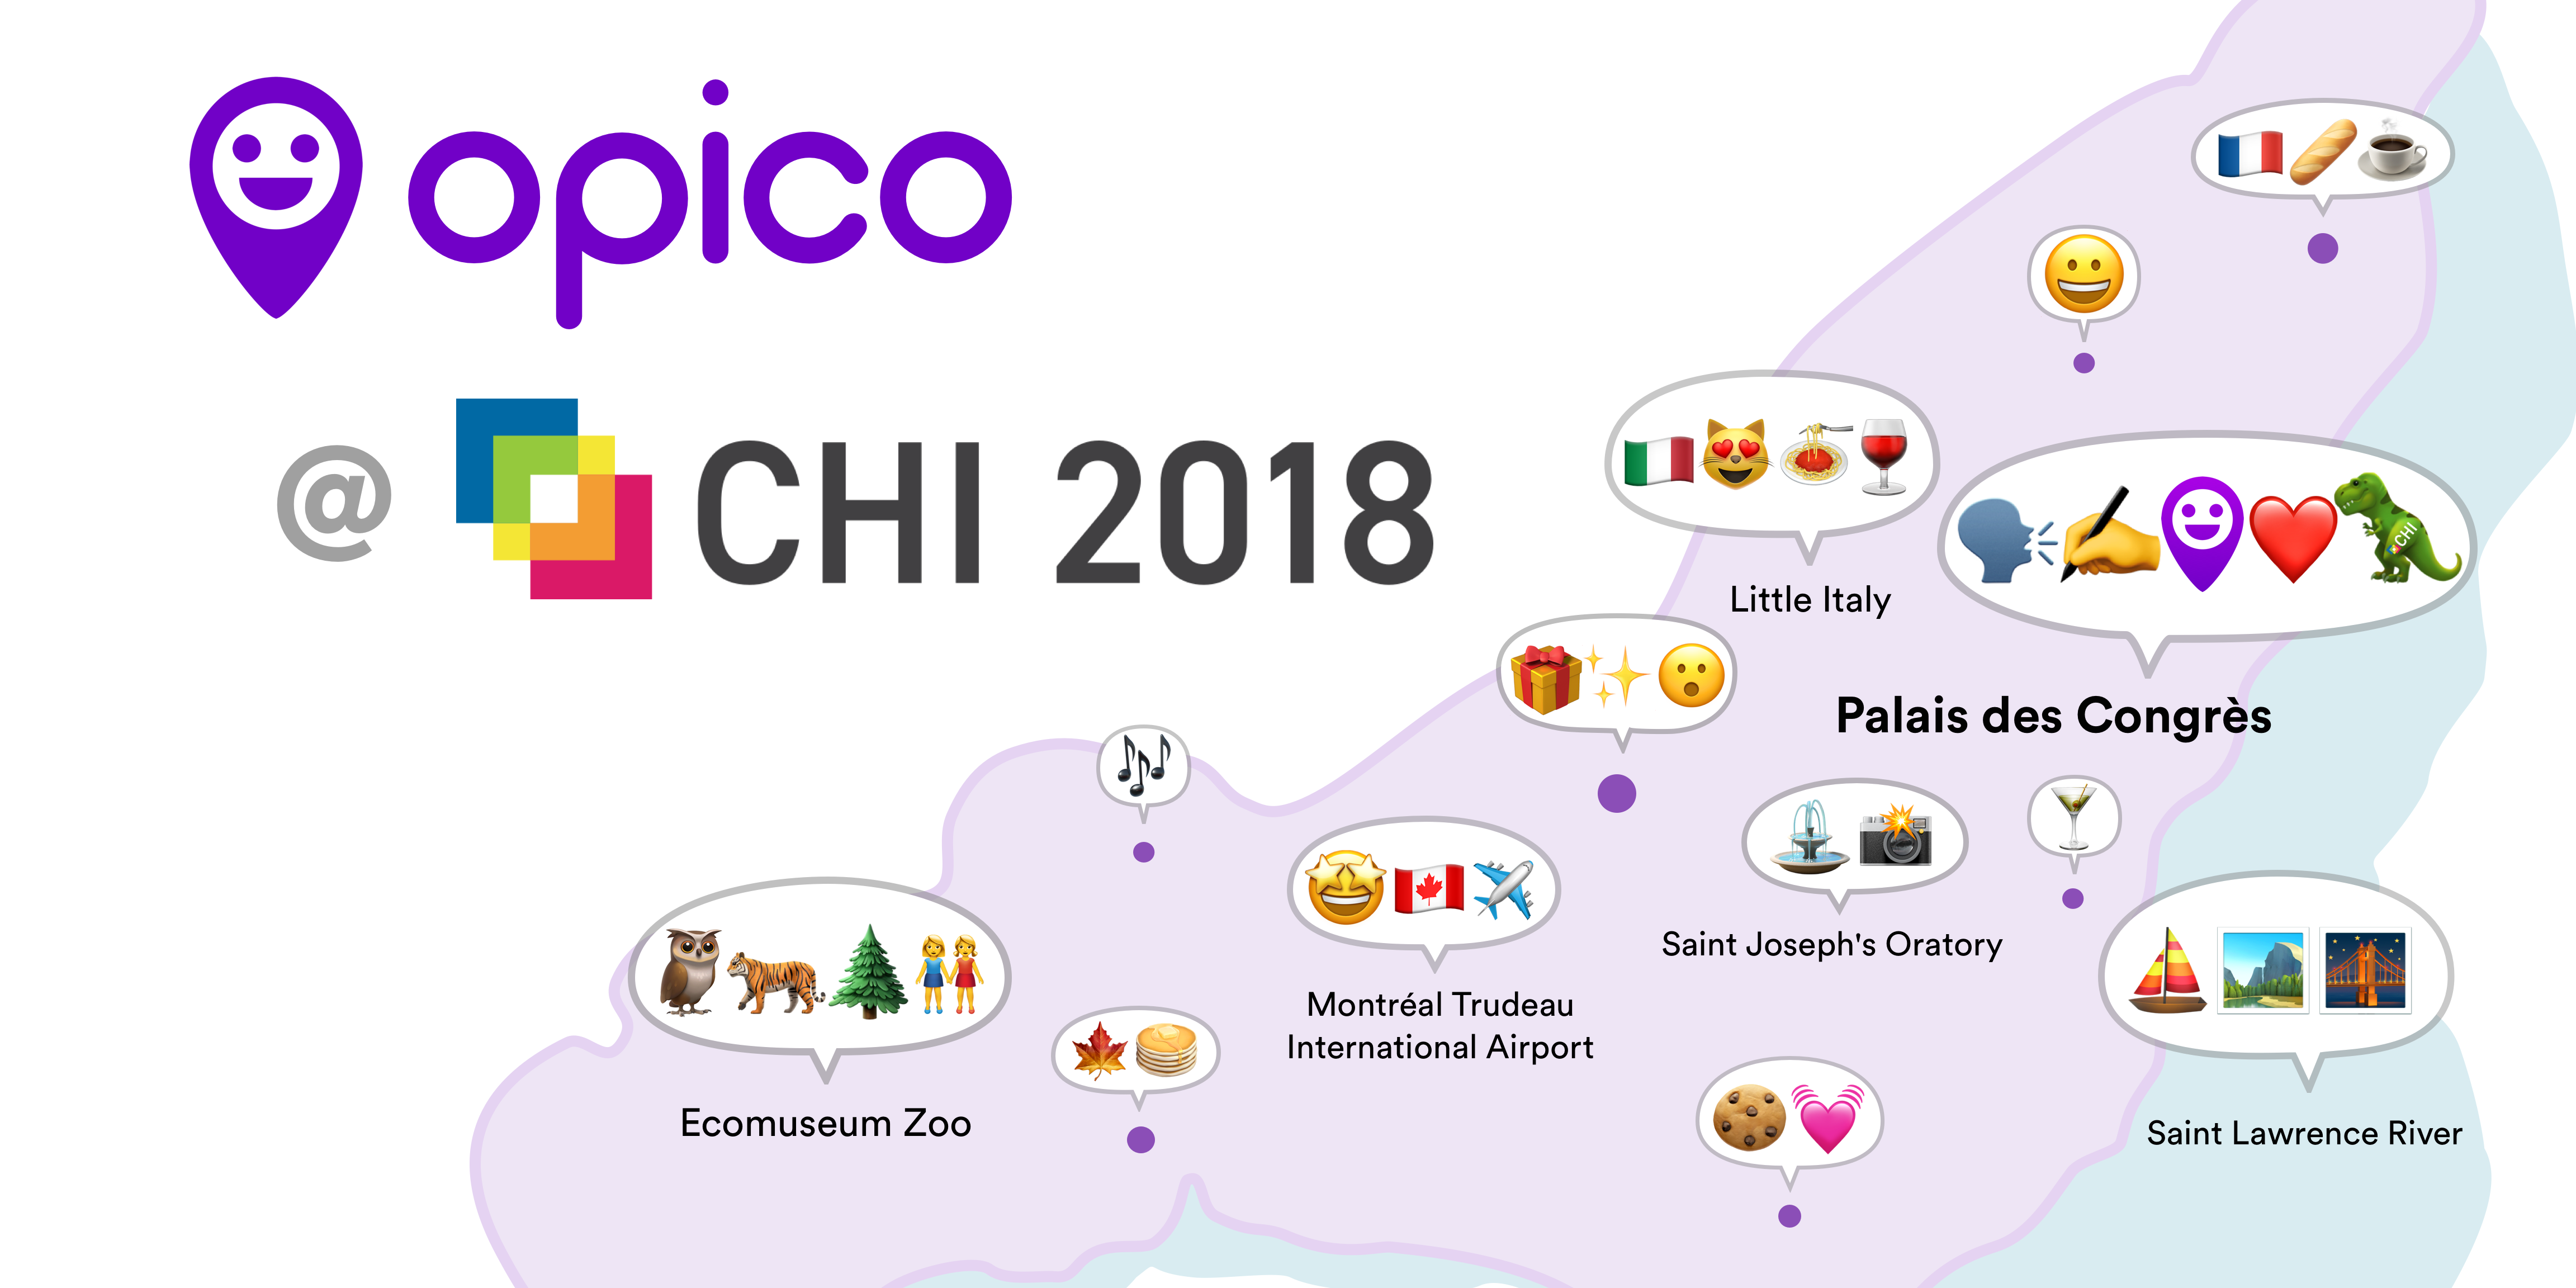 opico
@ CHI 2018
Little Italy
CHI
Palais des Congrès
Saint Joseph's Oratory
Montréal Trudeau
International Airport
Ecomuseum Zoo
Saint Lawrence River